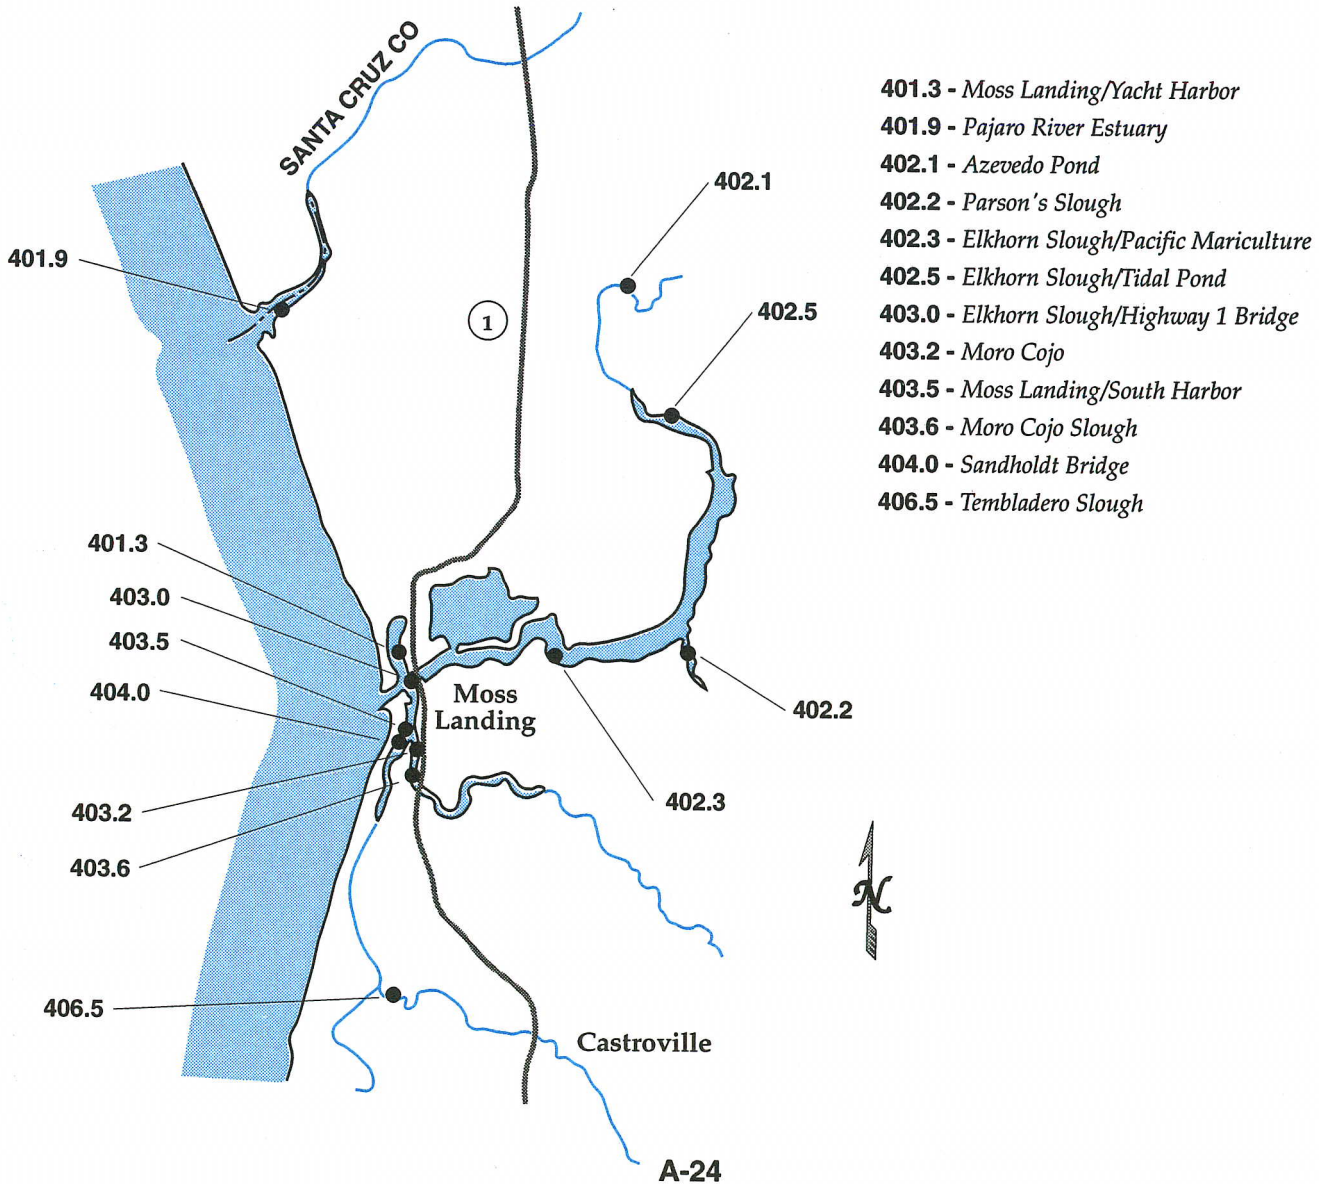 SANTA CRUZ CO
401.9
1
402.1
402.5
401.3
403.0
403.5
404.0
403.2
403.6
406.5
Moss
Landing
402.2
402.3
Castroville
N
A-24
401.3 - Moss Landing/Yacht Harbor
401.9 - Pajaro River Estuary
402.1 - Azevedo Pond
402.2 - Parson's Slough
402.3 - Elkhorn Slough/Pacific Mariculture
402.5 - Elkhorn Slough/Tidal Pond
403.0 - Elkhorn Slough/Highway 1 Bridge
403.2 - Moro Cojo
403.5 - Moss Landing/South Harbor
403.6 - Moro Cojo Slough
404.0 - Sandholdt Bridge
406.5 - Tembladero Slough